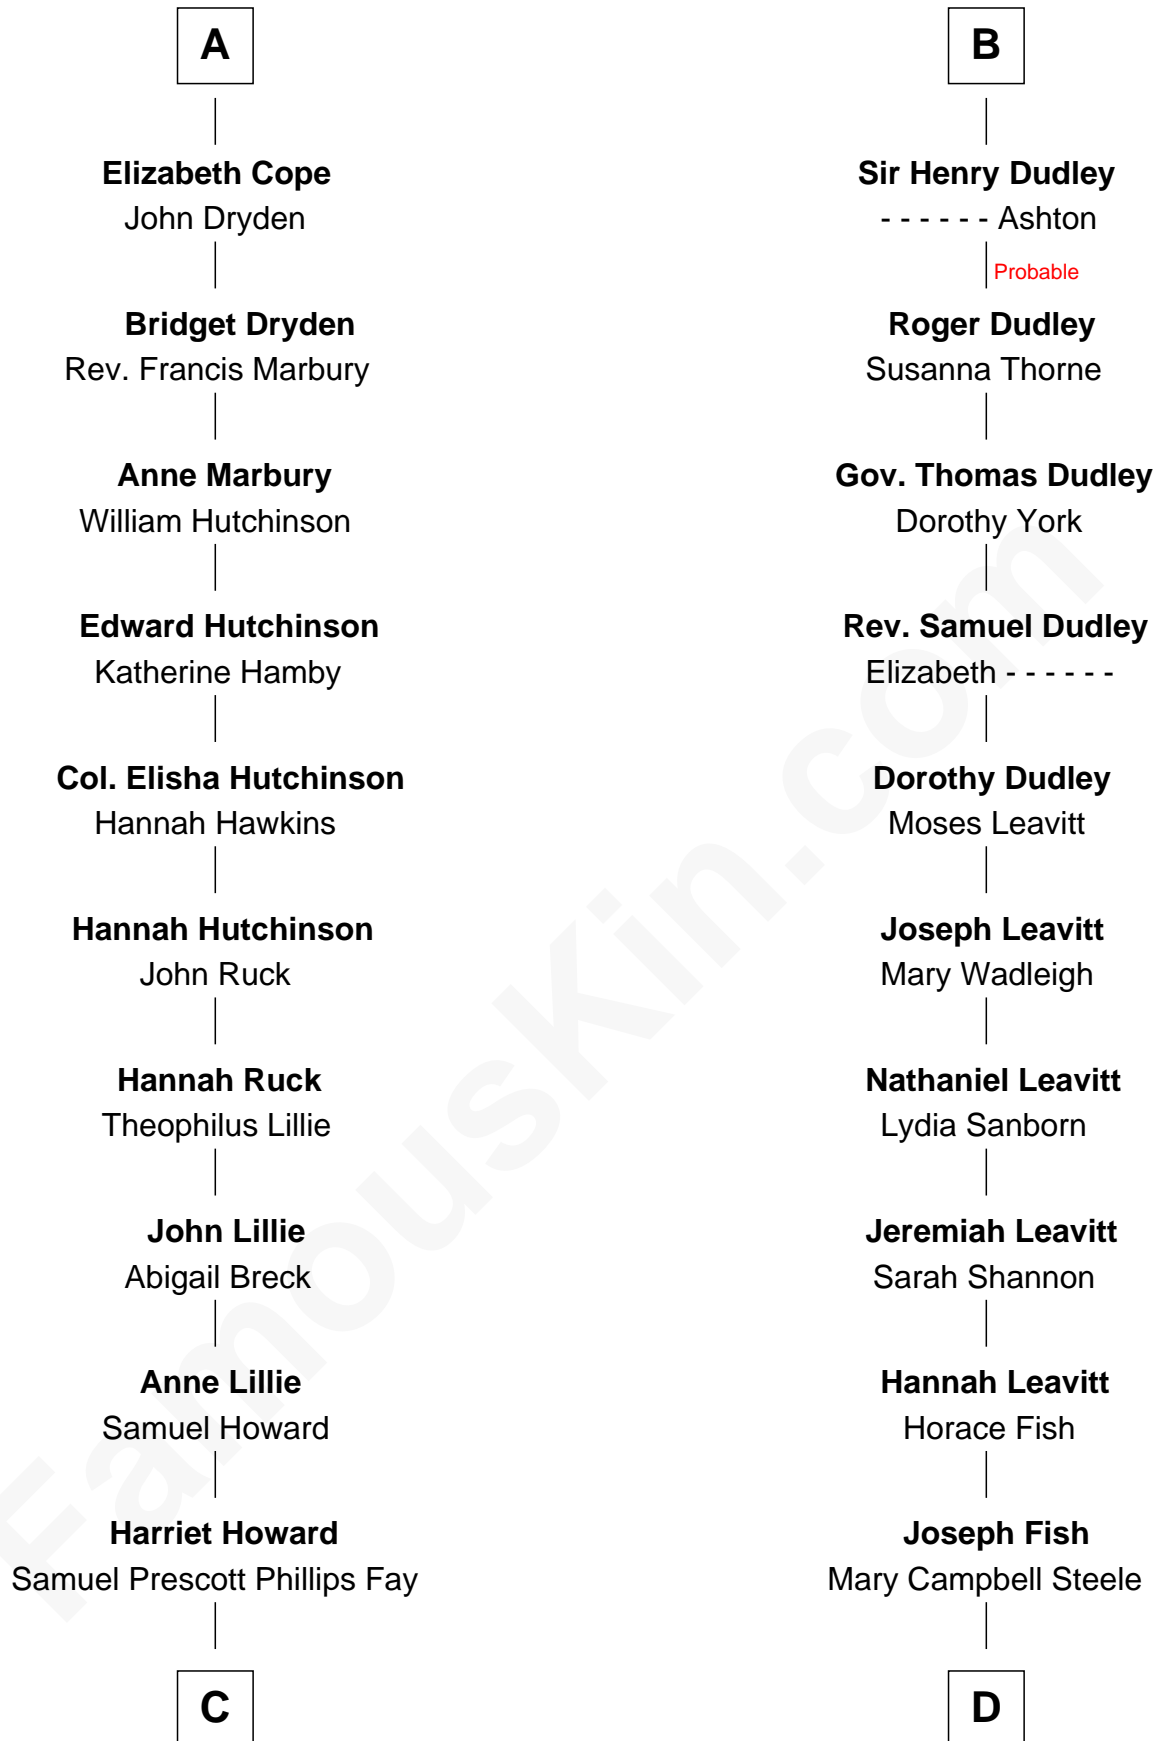 A
Elizabeth Cope
John Dryden
Bridget Dryden
Rev. Francis Marbury
Anne Marbury
William Hutchinson
Edward Hutchinson
Katherine Hamby
Col. Elisha Hutchinson
Hannah Hawkins
Hannah Hutchinson
John Ruck
Hannah Ruck
Theophilus Lillie
John Lillie
Abigail Breck
Anne Lillie
Samuel Howard
Harriet Howard
Samuel Prescott Phillips Fay
C
B
Sir Henry Dudley
- - - - - - Ashton
Probable
Roger Dudley
Susanna Thorne
Gov. Thomas Dudley
Dorothy York
Rev. Samuel Dudley
Elizabeth - - - - - -
Dorothy Dudley
Moses Leavitt
Joseph Leavitt
Mary Wadleigh
Nathaniel Leavitt
Lydia Sanborn
Jeremiah Leavitt
Sarah Shannon
Hannah Leavitt
Horace Fish
Joseph Fish
Mary Campbell Steele
D
FamousKin.com